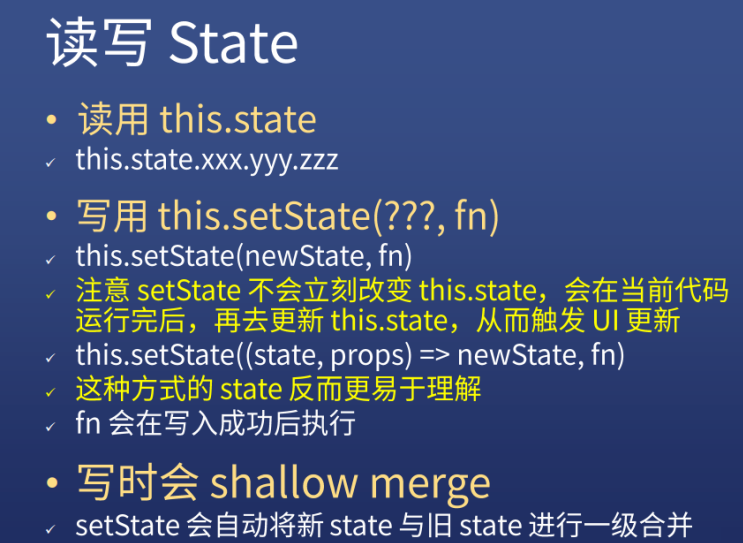 读写 State
• 读用 this.state
✓ this.state.xxx.yyy.zzz
• 写用 this.setState(???, fn)
✓ this.setState(newState, fn)
✓ 注意 setState 不会立刻改变 this.state，会在当前代码
运行完后，再去更新 this.state，从而触发 UI 更新
✓ this.setState((state, props) => newState, fn)
✓ 这种方式的 state 反而更易于理解
✓ fn 会在写入成功后执行
• 写时会 shallow merge
✓ setState 会自动将新 state 与旧 state 进行一级合并